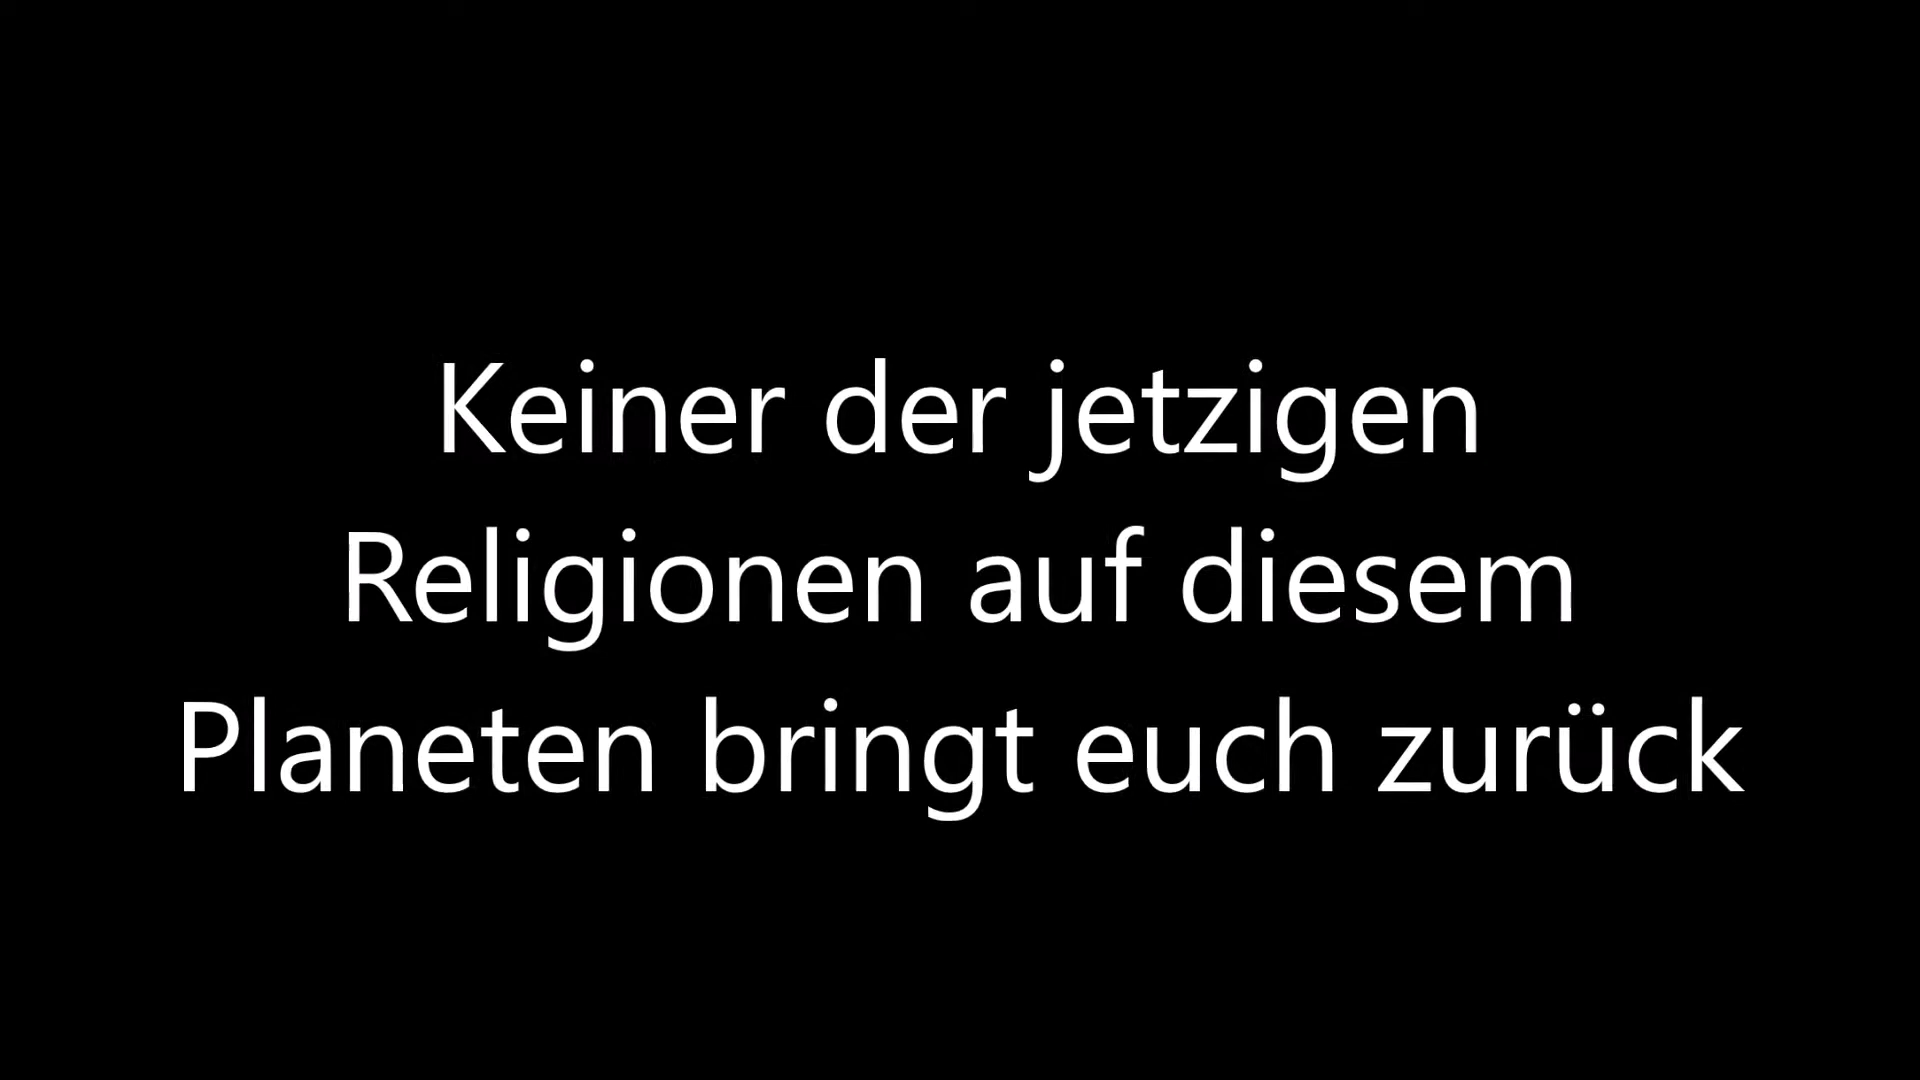 Keiner der jetzigen
Religionen auf diesem
Planeten bringt euch zurück